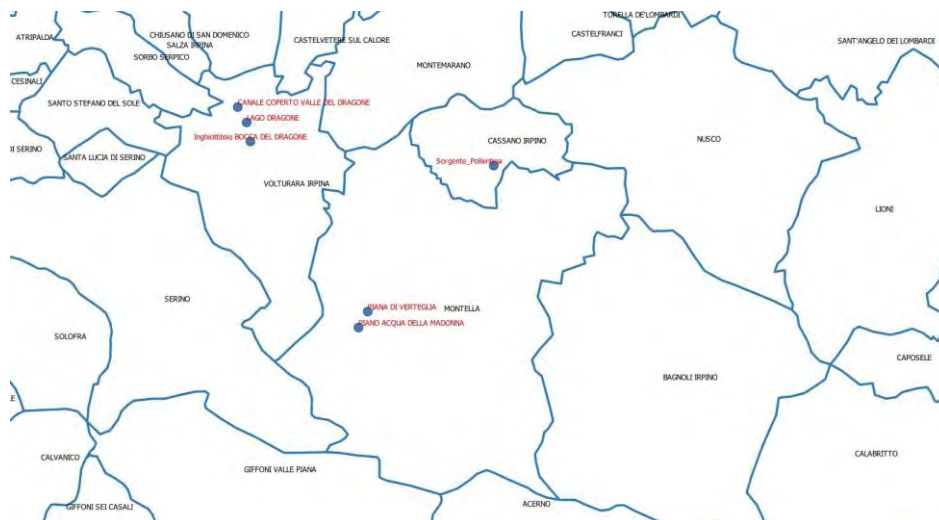 TORELLA DE'LOMBARDI
ATRIPALDA
CHIUSANO DI SAN DOMENICO
CASTELFRANCI
SALZA IRPINA
CASTELVETERE SUL CALORE
SANT'ANGELO DEI LOMBARDI
SORBO SERPICO
MONTEMARANO
CESINALI
SANTO STEFANO DEL SOLE
CANALE COPERTO VALLE DEL DRAGONE
LAGO DRAGONE
Inghiottitoio BOCCA DEL DRAGONE
CASSANO IRPINO
NUSCO
DI SERINO
SANTA LUCIA DI SERINO
Sorgente_Pollentina
VOLTURARA IRPINA
LIONI
SERINO
PIANA DI VERTEGLIA
MONTELLA
PIANO ACQUA DELLA MADONNA
SOLOFRA
CAPOSELE
BAGNOLI IRPINO
E
CALVANICO
GIFFONI VALLE PIANA
CALABRITTO
GIFFONI SEI CASALI
ACERNO